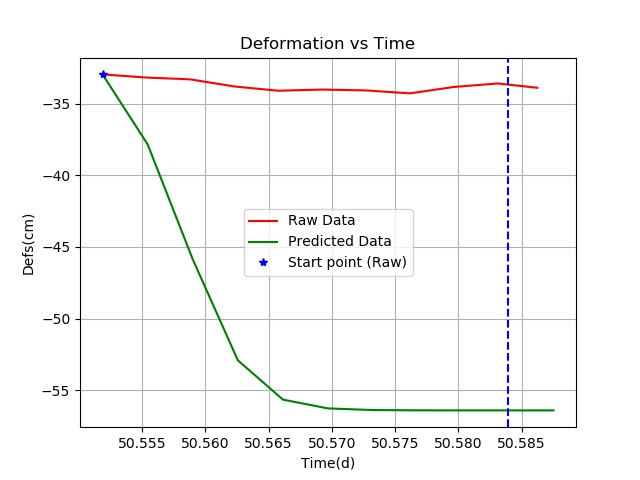 Deformation vs Time
Defs(cm)
−35
−40
−45
−50
−55
Raw Data
Predicted Data
Start point (Raw)
50.555 50.560 50.565 50.570 50.575 50.580 50.585
Time(d)